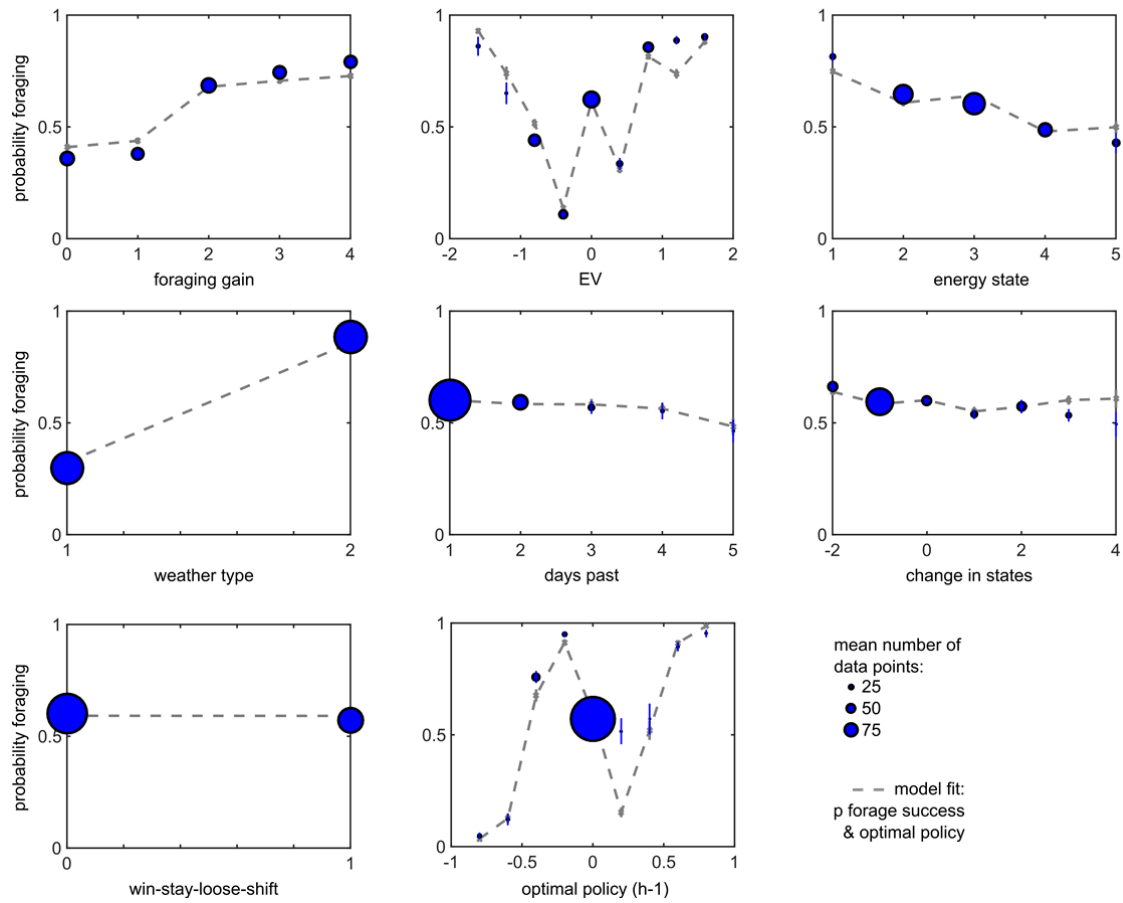 1
0.5
0
probability foraging
0 1 2 3 4
foraging gain
1
0.5
0
-2 -1 0 1 2
EV
1
0.5
0
1 2 3 4 5
energy state
1
0.5
0
probability foraging
1 2
weather type
1
0.5
0
1 2 3 4 5
days past
1
0.5
0
-2 0 2 4
change in states
1
0.5
0
probability foraging
0 1
win-stay-loose-shift
1
0.5
0
-1 -0.5 0 0.5 1
optimal policy (h-1)
mean number of
data points:
25
50
75
model fit:
p forage success
& optimal policy